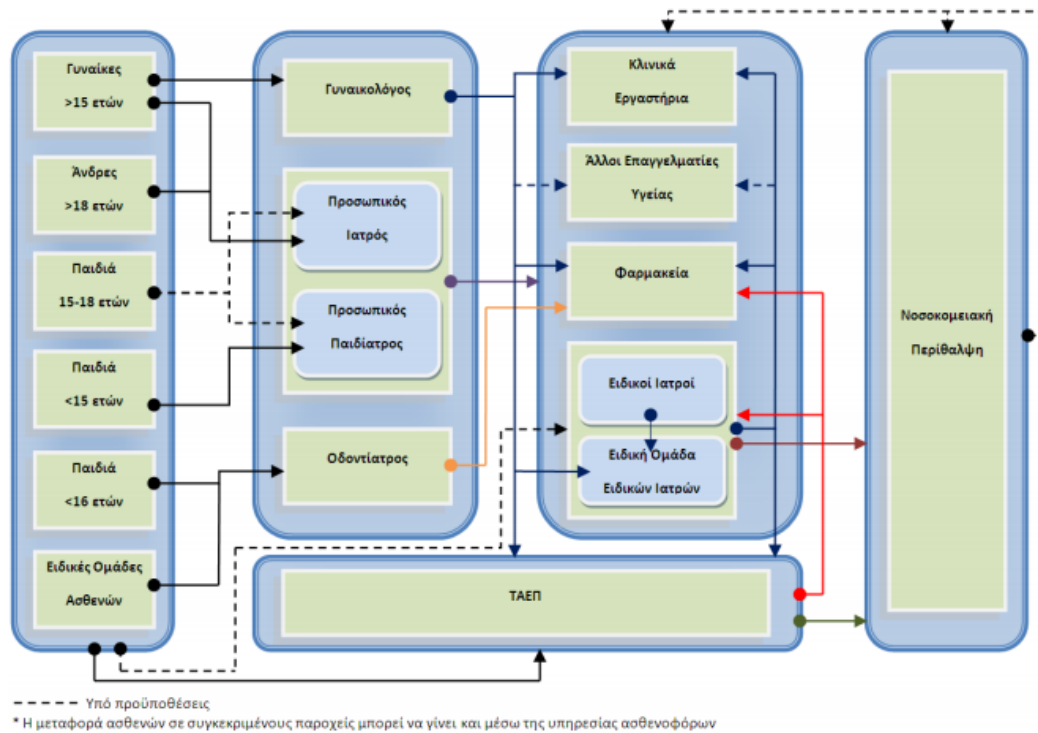 Γυναίκες
>15 ετών
Άνδρες
>18 ετών
Παιδιά
15-18 ετών
Παιδιά
<15 ετών
Παιδιά
<16 ετών
Ειδικές Ομάδες
Ασθενών
Γυναικολόγος
Προσωπικός
Ιατρός
Προσωπικός
Παιδίατρος
Οδοντίατρος
Κλινικά
Εργαστήρια
Άλλοι Επαγγελματίες
Υγείας
Φαρμακεία
Ειδικοί Ιατροί
Ειδική Ομάδα
Ειδικών Ιατρών
ΤΑΕΠ
Νοσοκομειακή
Περίθαλψη
Υπό προϋποθέσεις
* Η μεταφορά ασθενών σε συγκεκριμένους παροχείς μπορεί να γίνει και μέσω της υπηρεσίας ασθενοφόρων